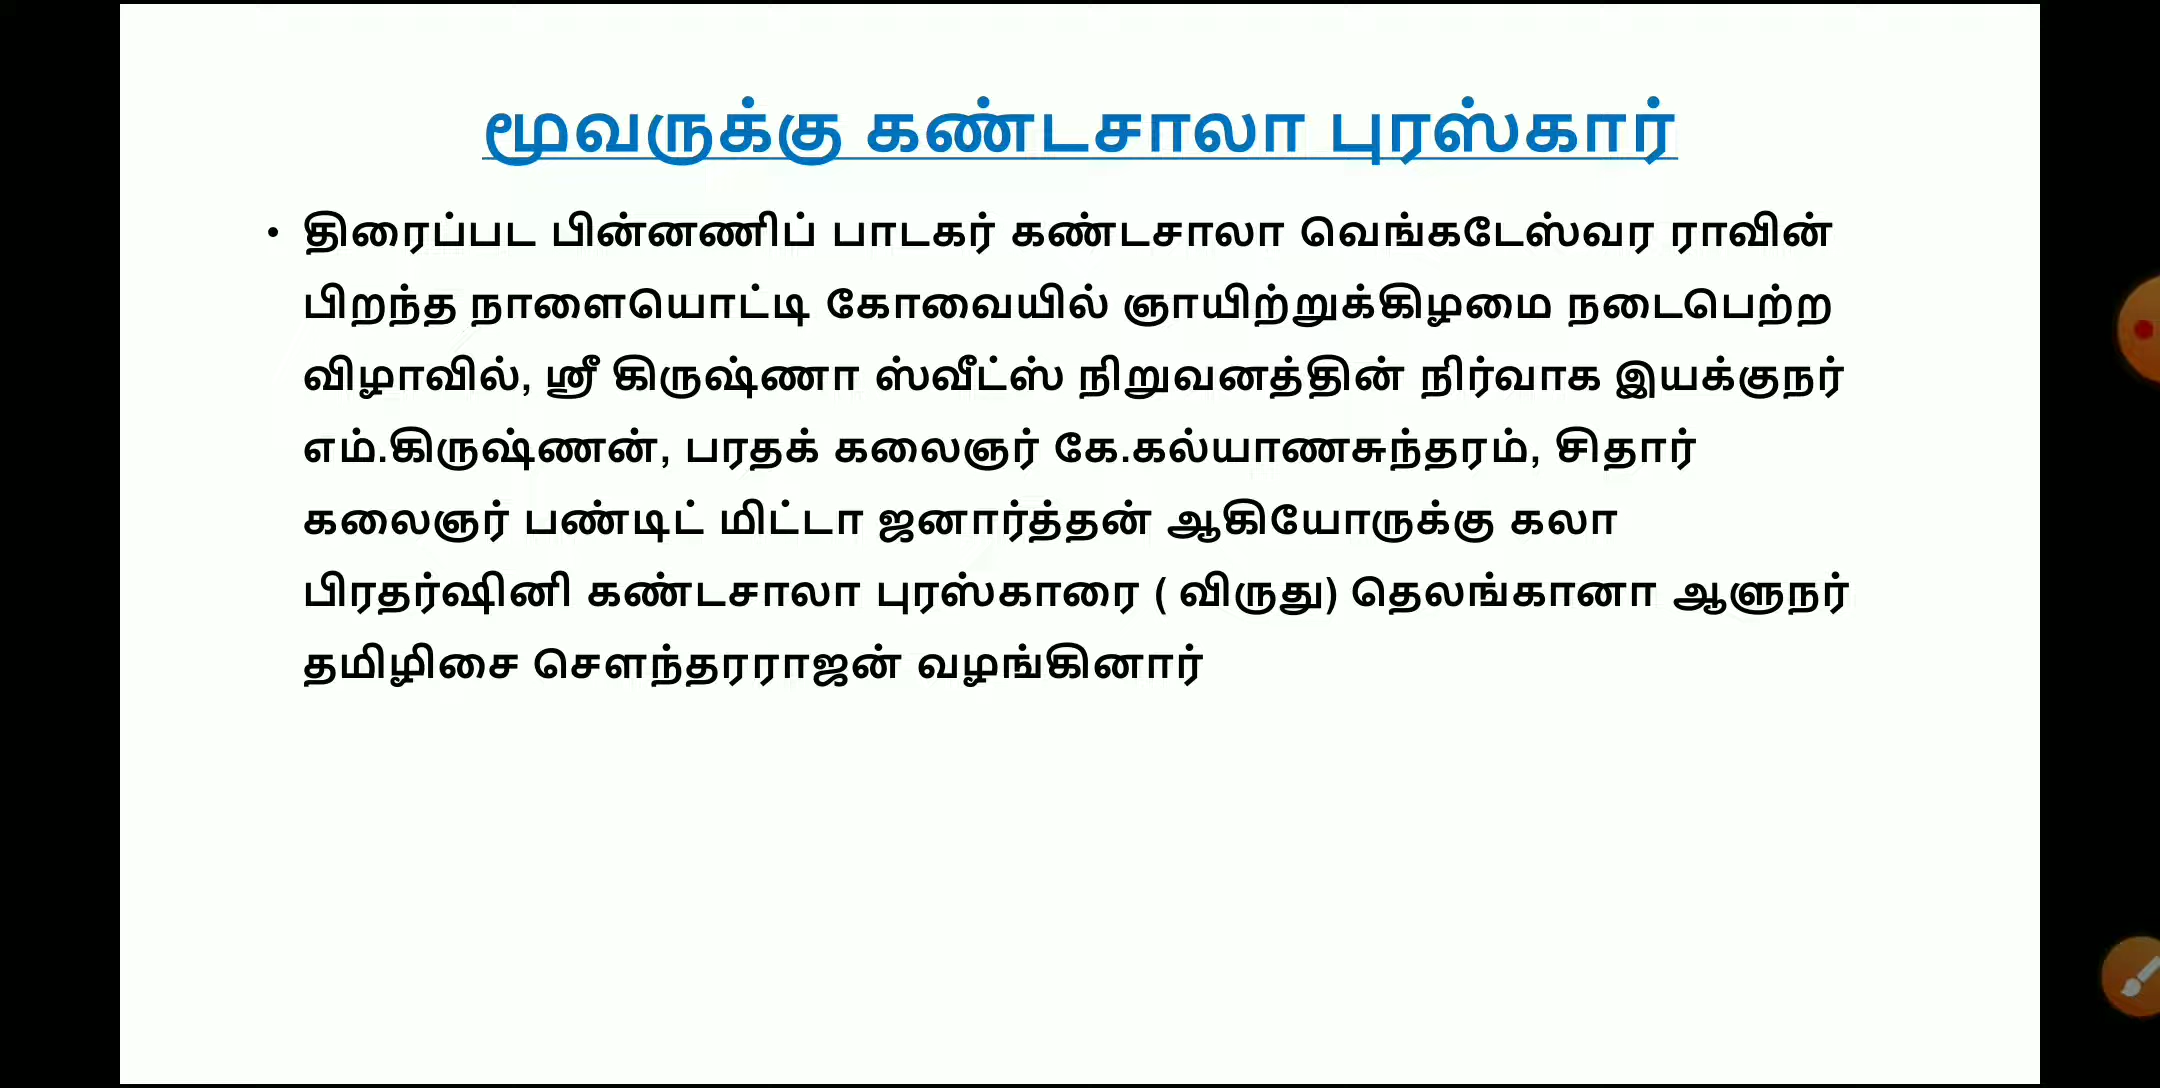 மூவருக்கு கண்டசாலா புரஸ்கார்
• திரைப்பட பின்னணிப் பாடகர் கண்டசாலா வெங்கடேஸ்வர ராவின்
பிறந்த நாளையொட்டி கோவையில் ஞாயிற்றுக்கிழமை நடைபெற்ற
விழாவில், ஸ்ரீ கிருஷ்ணா ஸ்வீட்ஸ் நிறுவனத்தின் நிர்வாக இயக்குநர்
எம்.கிருஷ்ணன், பரதக் கலைஞர் கே.கல்யாணசுந்தரம், சிதார்
கலைஞர் பண்டிட் மிட்டா ஜனார்த்தன் ஆகியோருக்கு கலா
பிரதர்ஷினி கண்டசாலா புரஸ்காரை ( விருது) தெலங்கானா ஆளுநர்
தமிழிசை சௌந்தரராஜன் வழங்கினார்